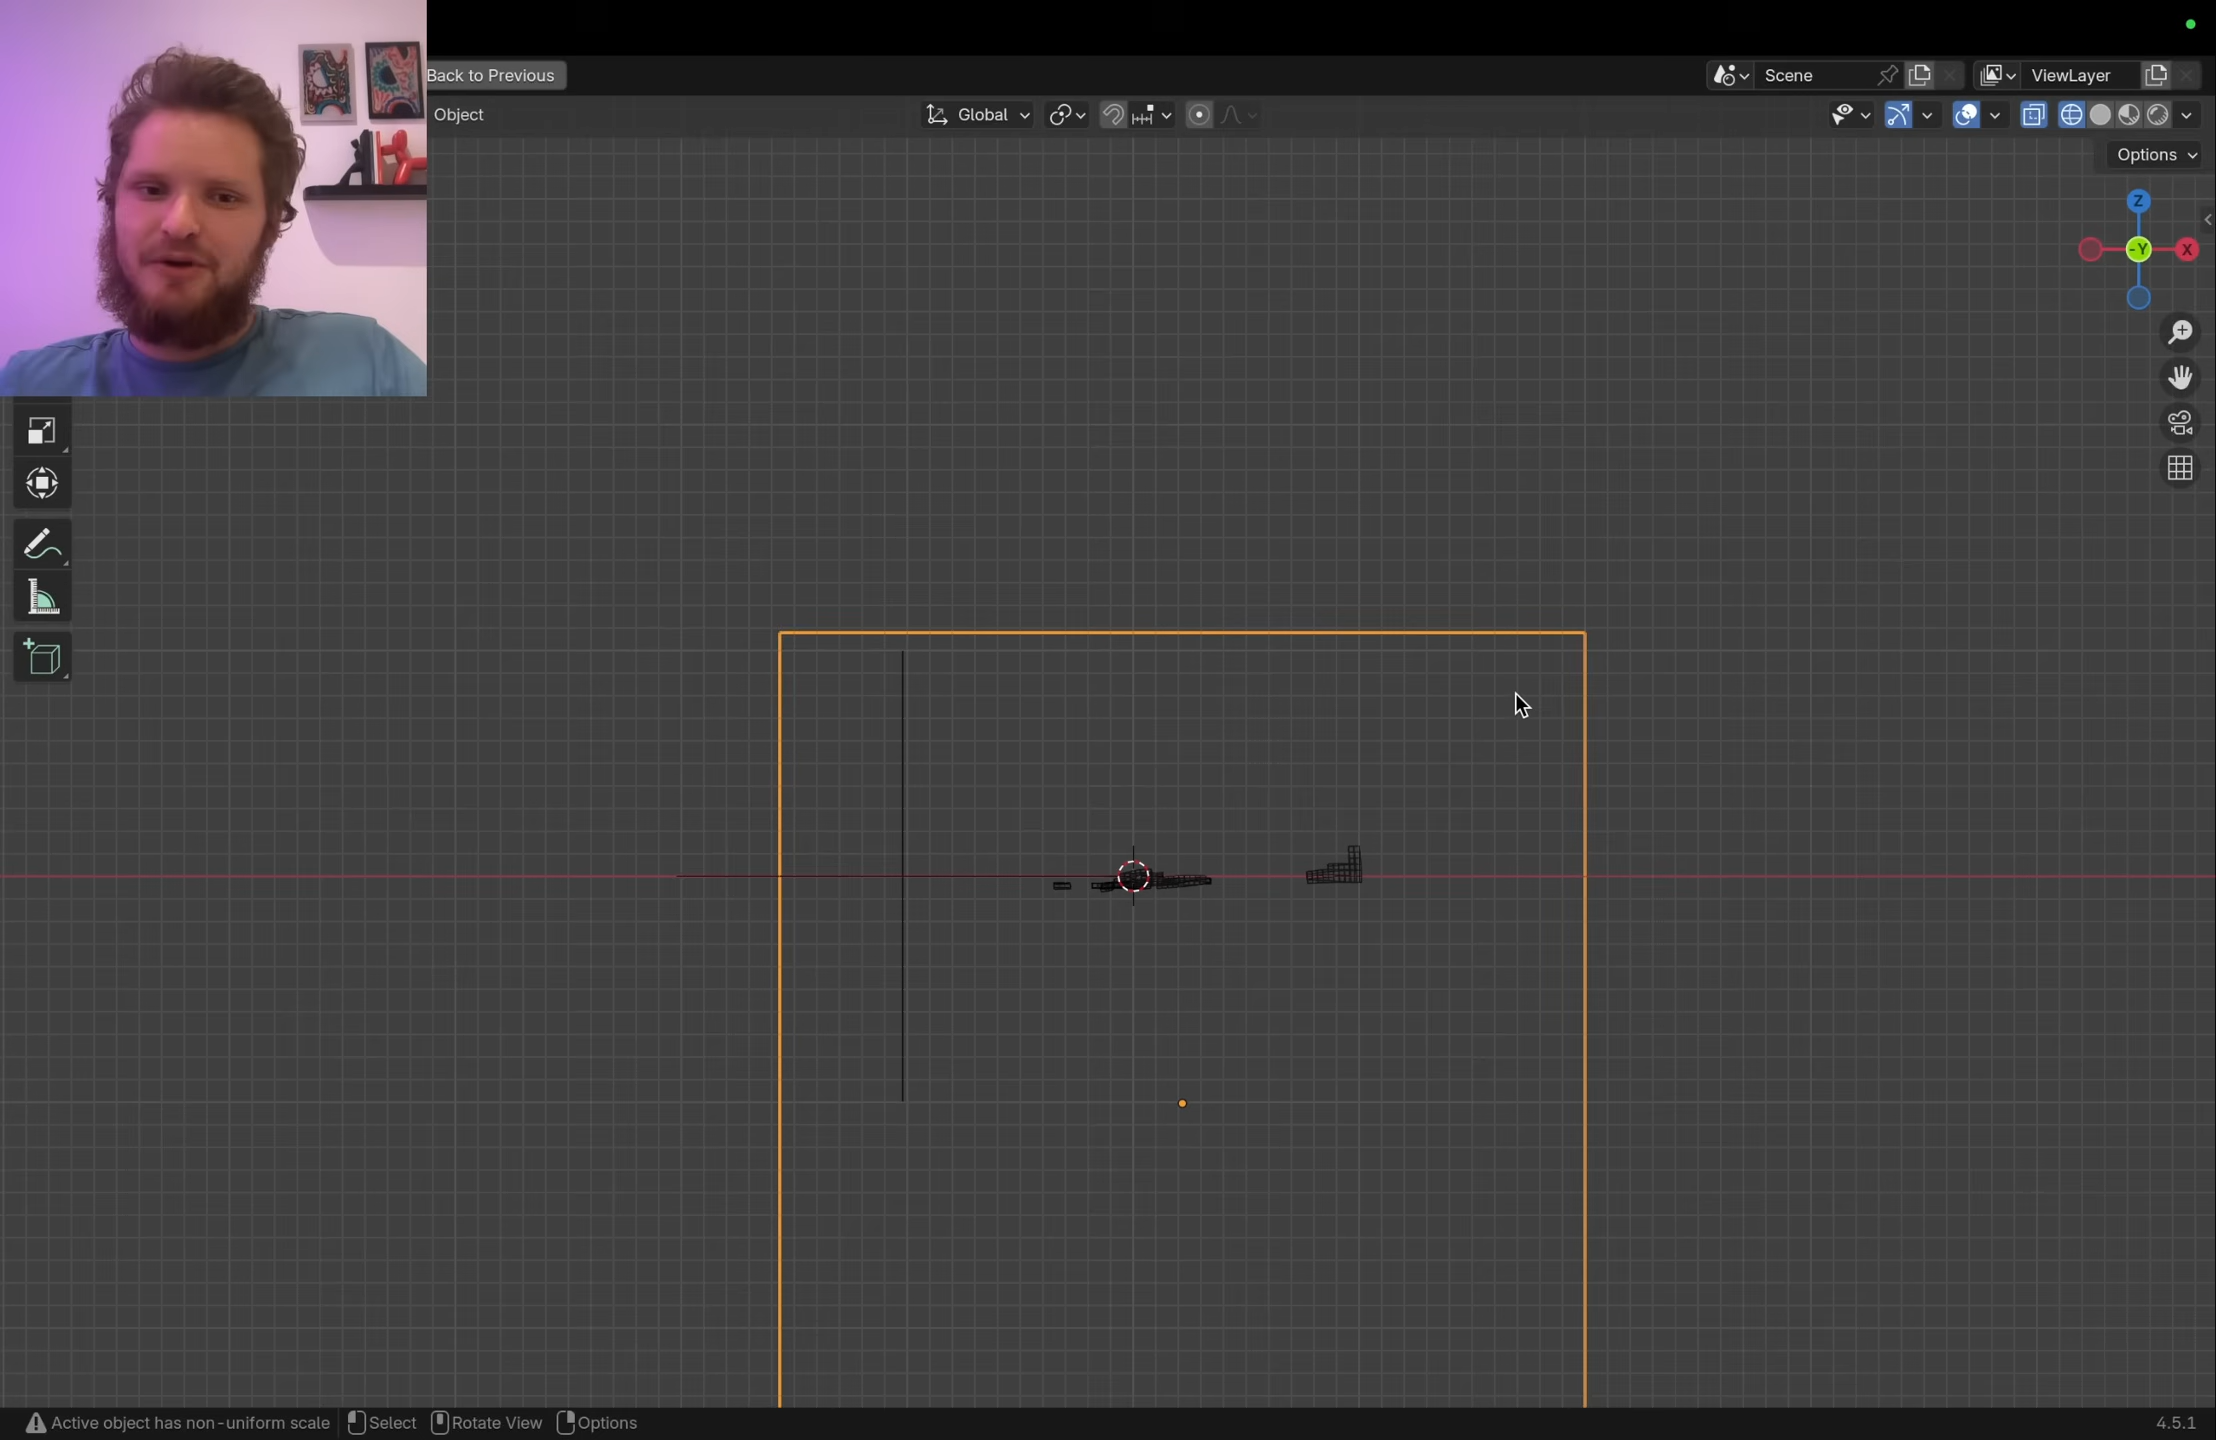 Back to Previous
Scene
ViewLayer
Object
Global
Options
Z
-Y
X
Active object has non-uniform scale
Select
Rotate View
Options
4.5.1